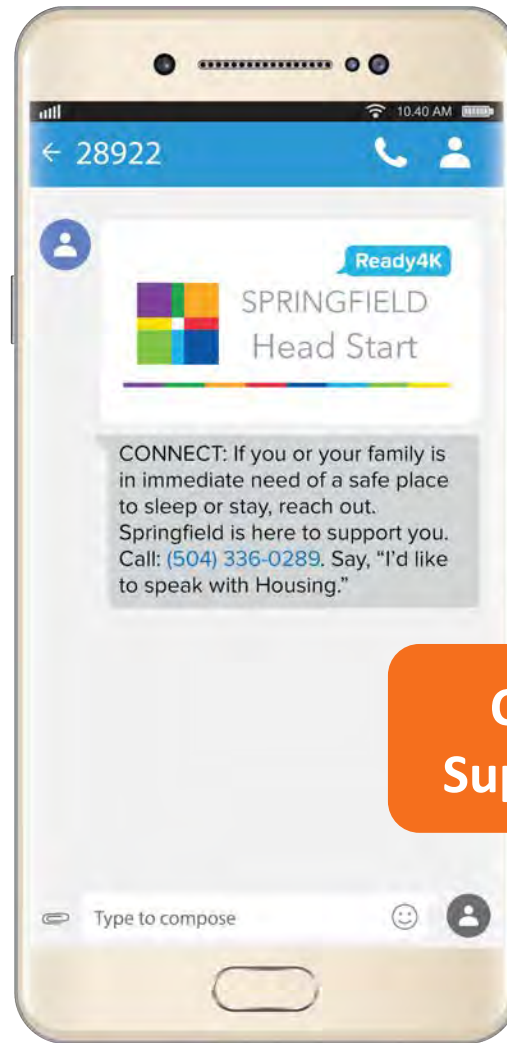 10.40 AM
28922
Ready4K
SPRINGFIELD
Head Start
CONNECT: If you or your family is
in immediate need of a safe place
to sleep or stay, reach out.
Springfield is here to support you.
Call: (504) 336-0289. Say, “I’d like
to speak with Housing.”
Type to compose